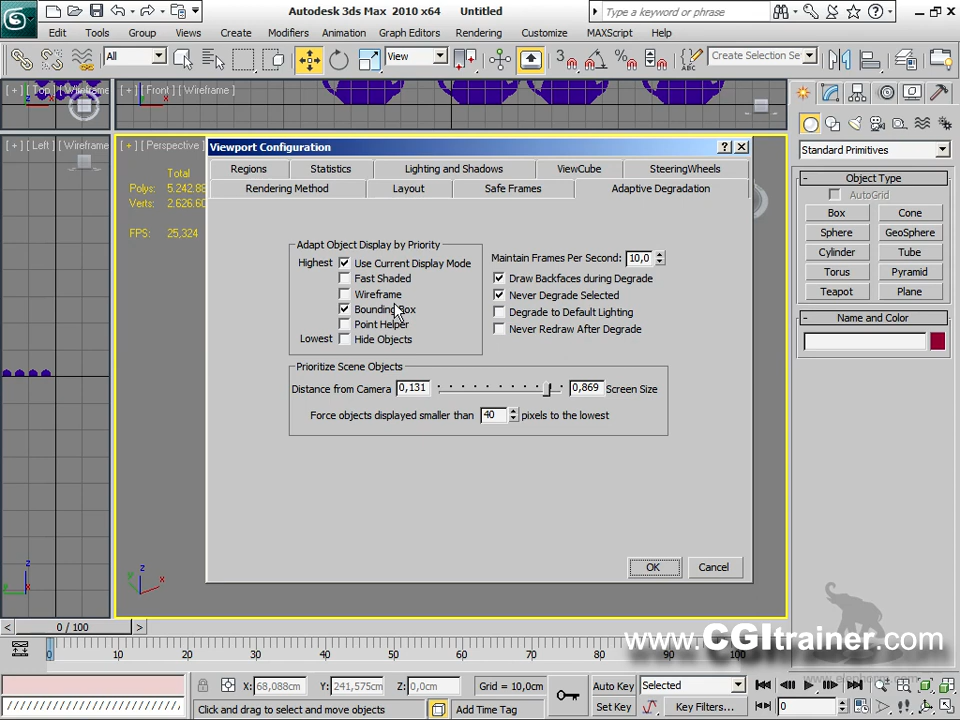 Autodesk 3ds Max 2010 x64 Untitled
Type a keyword or phrase
Edit Tools Group Views Create Modifiers Animation Graph Editors Rendering Customize MAXScript Help
All
View
3
Create Selection Se
[ + ] [ Top ] [ Wireframe
[ + ] [ Front ] [ Wireframe ]
[ + ] [ Left ] [ Wireframe
[ + ] [ Perspective ]
Total
Polys: 5.242.88
Verts: 2.626.60
FPS: 25,324
Viewport Configuration
Regions Statistics Lighting and Shadows ViewCube SteeringWheels
Rendering Method Layout Safe Frames Adaptive Degradation
Adapt Object Display by Priority
Highest Use Current Display Mode
Fast Shaded
Wireframe
Bounding Box
Point Helper
Lowest Hide Objects
Maintain Frames Per Second: 10,0
Draw Backfaces during Degrade
Never Degrade Selected
Degrade to Default Lighting
Never Redraw After Degrade
Prioritize Scene Objects
Distance from Camera 0,131 0,869 Screen Size
Force objects displayed smaller than 40 pixels to the lowest
OK Cancel
Standard Primitives
- Object Type
AutoGrid
Box Cone
Sphere GeoSphere
Cylinder Tube
Torus Pyramid
Teapot Plane
- Name and Color
z
y
x
z
y
x
< 0 / 100 >
0 10 20 30 40 50 60 70 80 90 100
www.CGItrainer.com
X: 68,088cm Y: 241,575cm Z: 0,0cm Grid = 10,0cm
Auto Key Selected
Click and drag to select and move objects Add Time Tag
Set Key Key Filters... 0